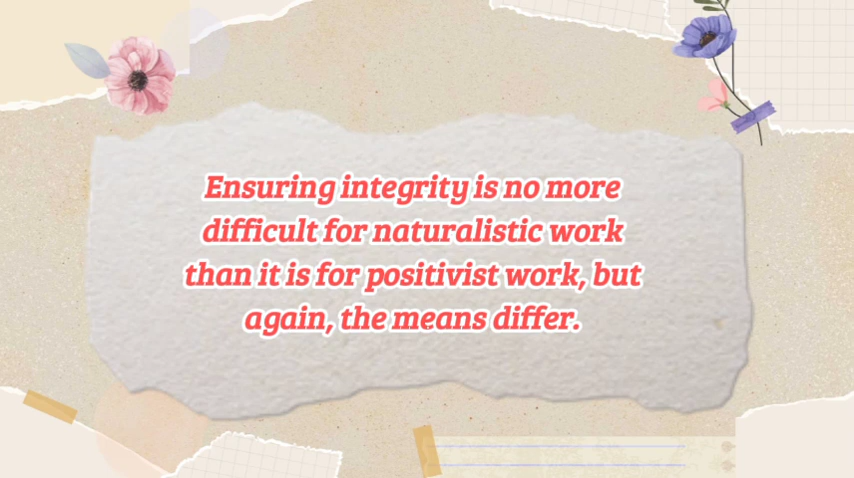 Ensuring integrity is no more
difficult for naturalistic work
than it is for positivist work, but
again, the means differ.